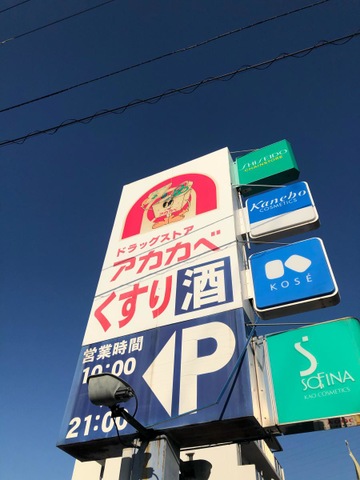 ドラッグストア
アカカベ
くすり酒
営業時間
10:00
21:00
P
SHISEIDO
Kanebo
COSMETICS
KOSÉ
SOFINA
KAO COSMETICS